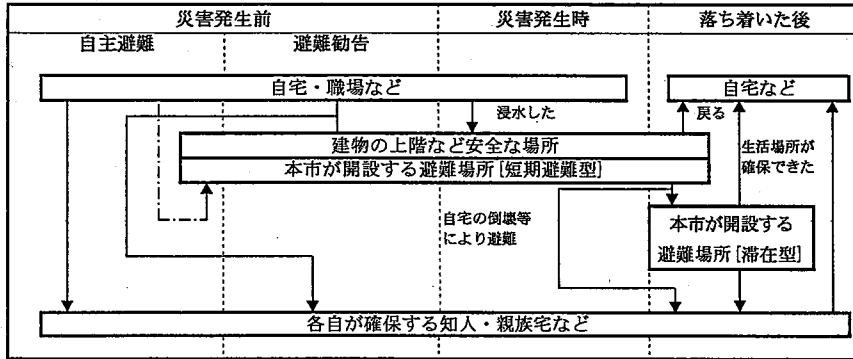 災害発生前
災害発生時
落ち着いた後
自主避難
避難勧告
自宅・職場など
自宅など
浸水した
戻る
建物の上階など安全な場所
本市が開設する避難場所[短期避難型]
生活場所が
確保できた
自宅の倒壊等
により避難
本市が開設する
避難場所[滞在型]
各自が確保する知人・親族宅など